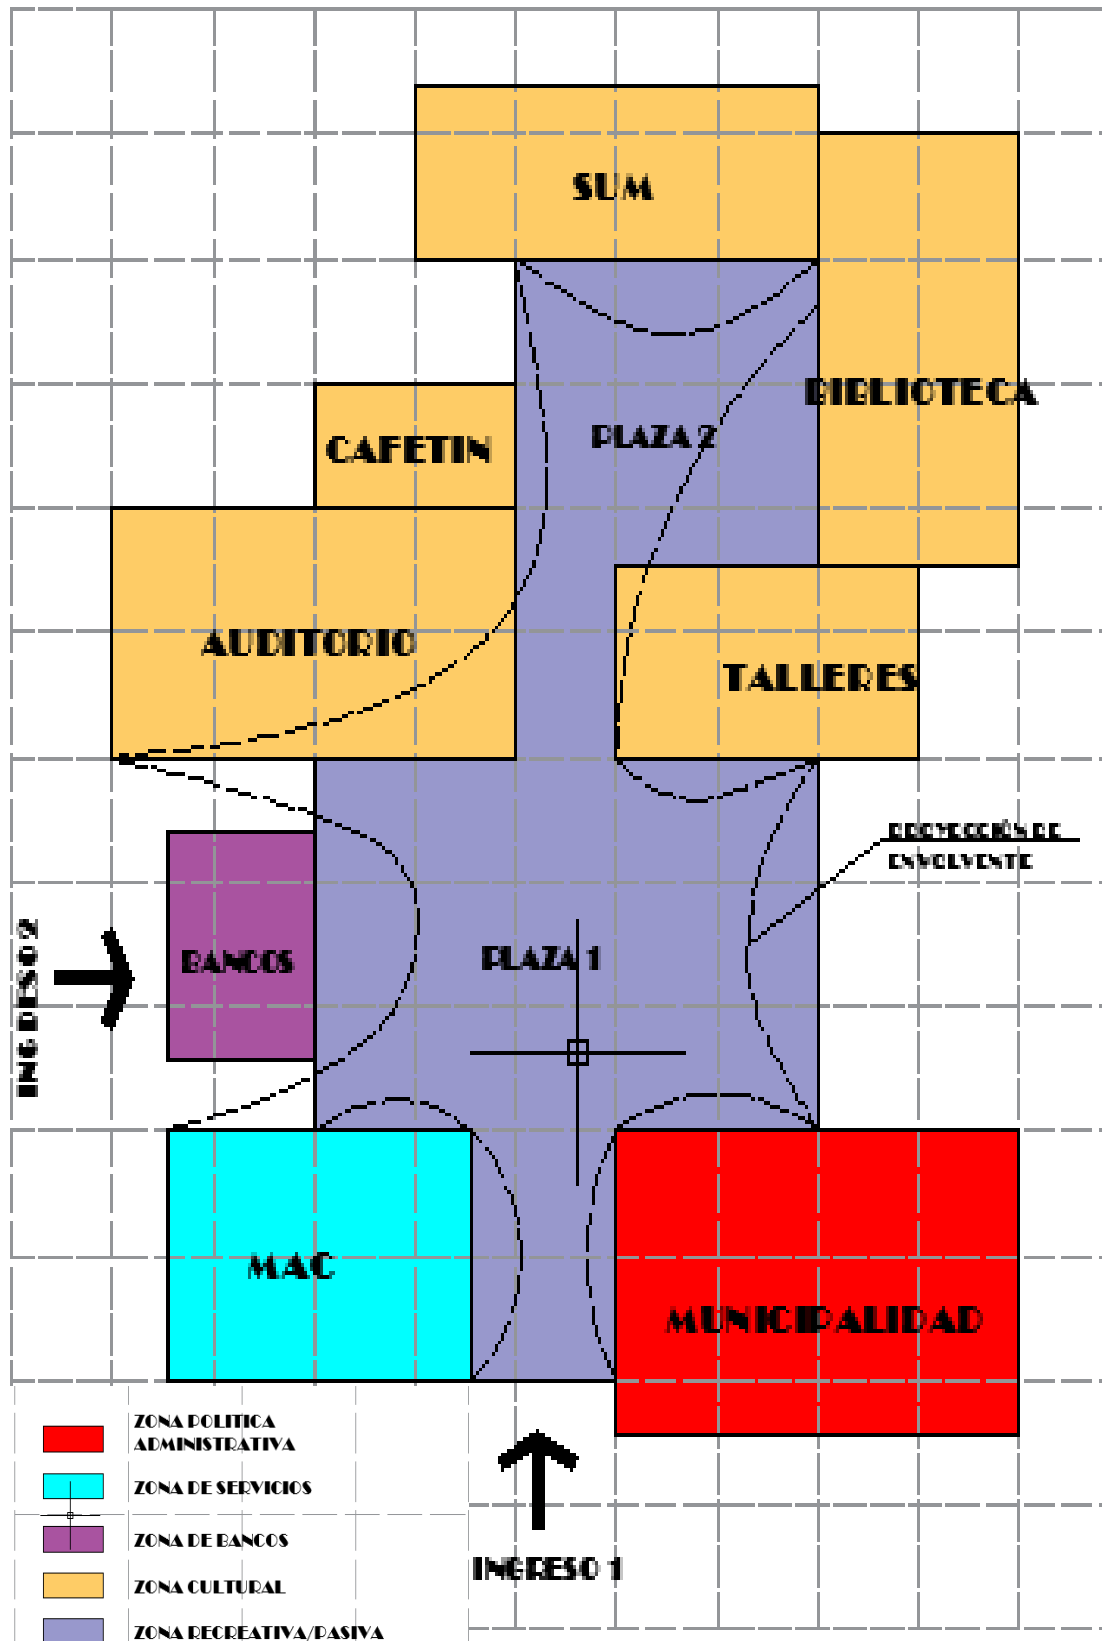 SUM
BIBLIOTECA
PLAZA 2
CAFETIN
AUDITORIO
TALLERES
PROYECCIÓN DE
ENVOLVENTE
INGRESO 2
BANCOS
PLAZA 1
MAC
MUNICIPALIDAD
INGRESO 1
ZONA POLITICA
ADMINISTRATIVA
ZONA DE SERVICIOS
ZONA DE BANCOS
ZONA CULTURAL
ZONA RECREATIVA/PASIVA